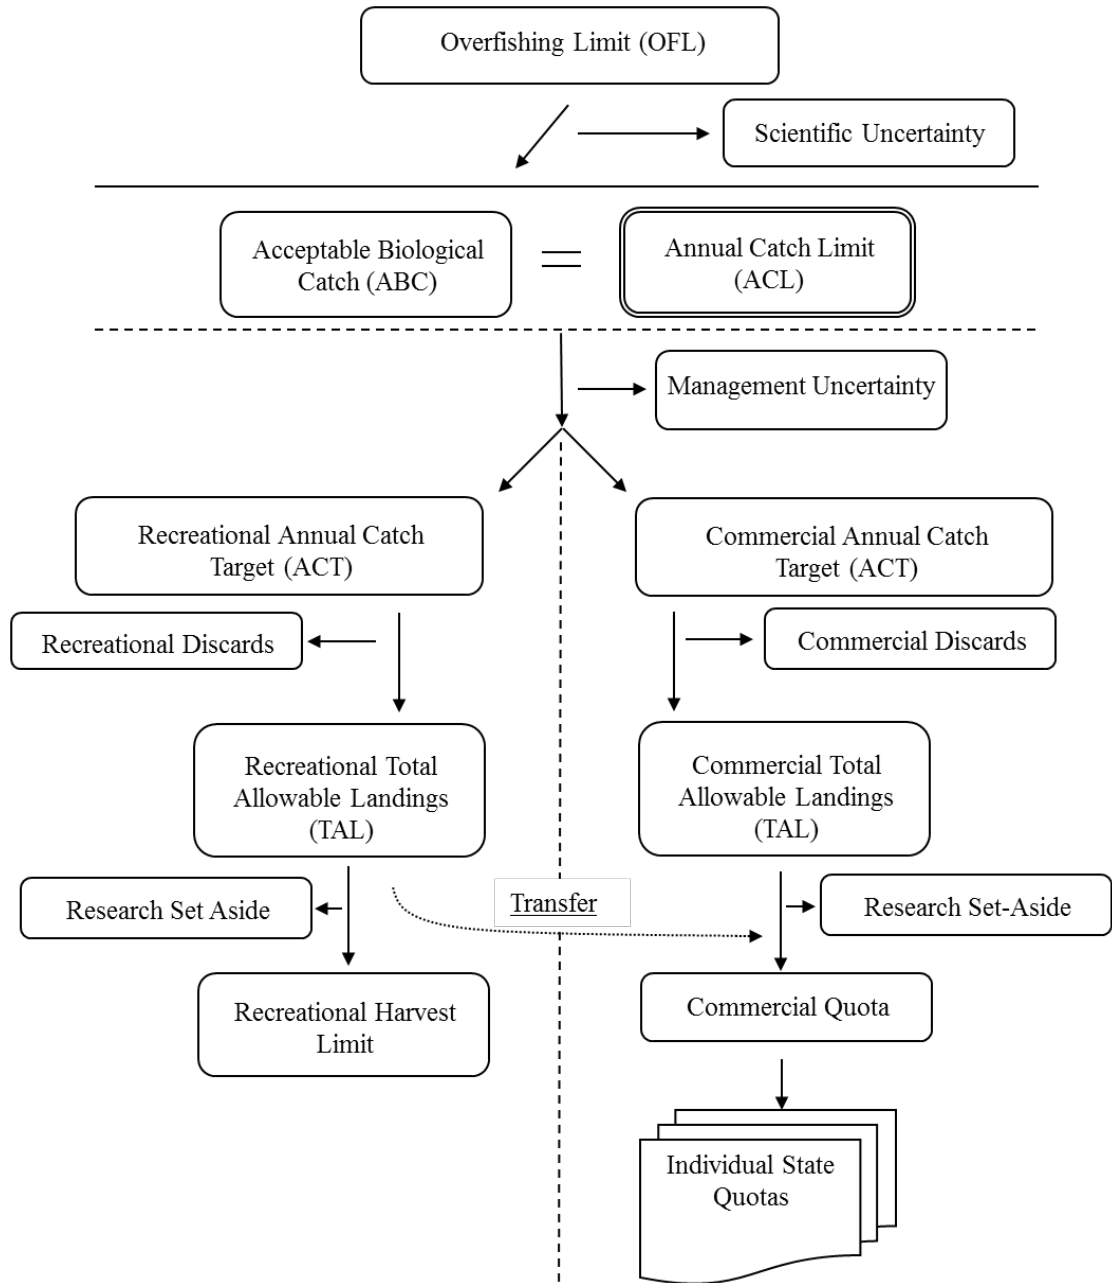 Overfishing Limit (OFL)
Scientific Uncertainty
Acceptable Biological
Catch (ABC)
=
Annual Catch Limit
(ACL)
Management Uncertainty
Recreational Annual Catch
Target (ACT)
Commercial Annual Catch
Target (ACT)
Recreational Discards
Commercial Discards
Recreational Total
Allowable Landings
(TAL)
Commercial Total
Allowable Landings
(TAL)
Research Set Aside
Transfer
Research Set-Aside
Recreational Harvest
Limit
Commercial Quota
Individual State
Quotas